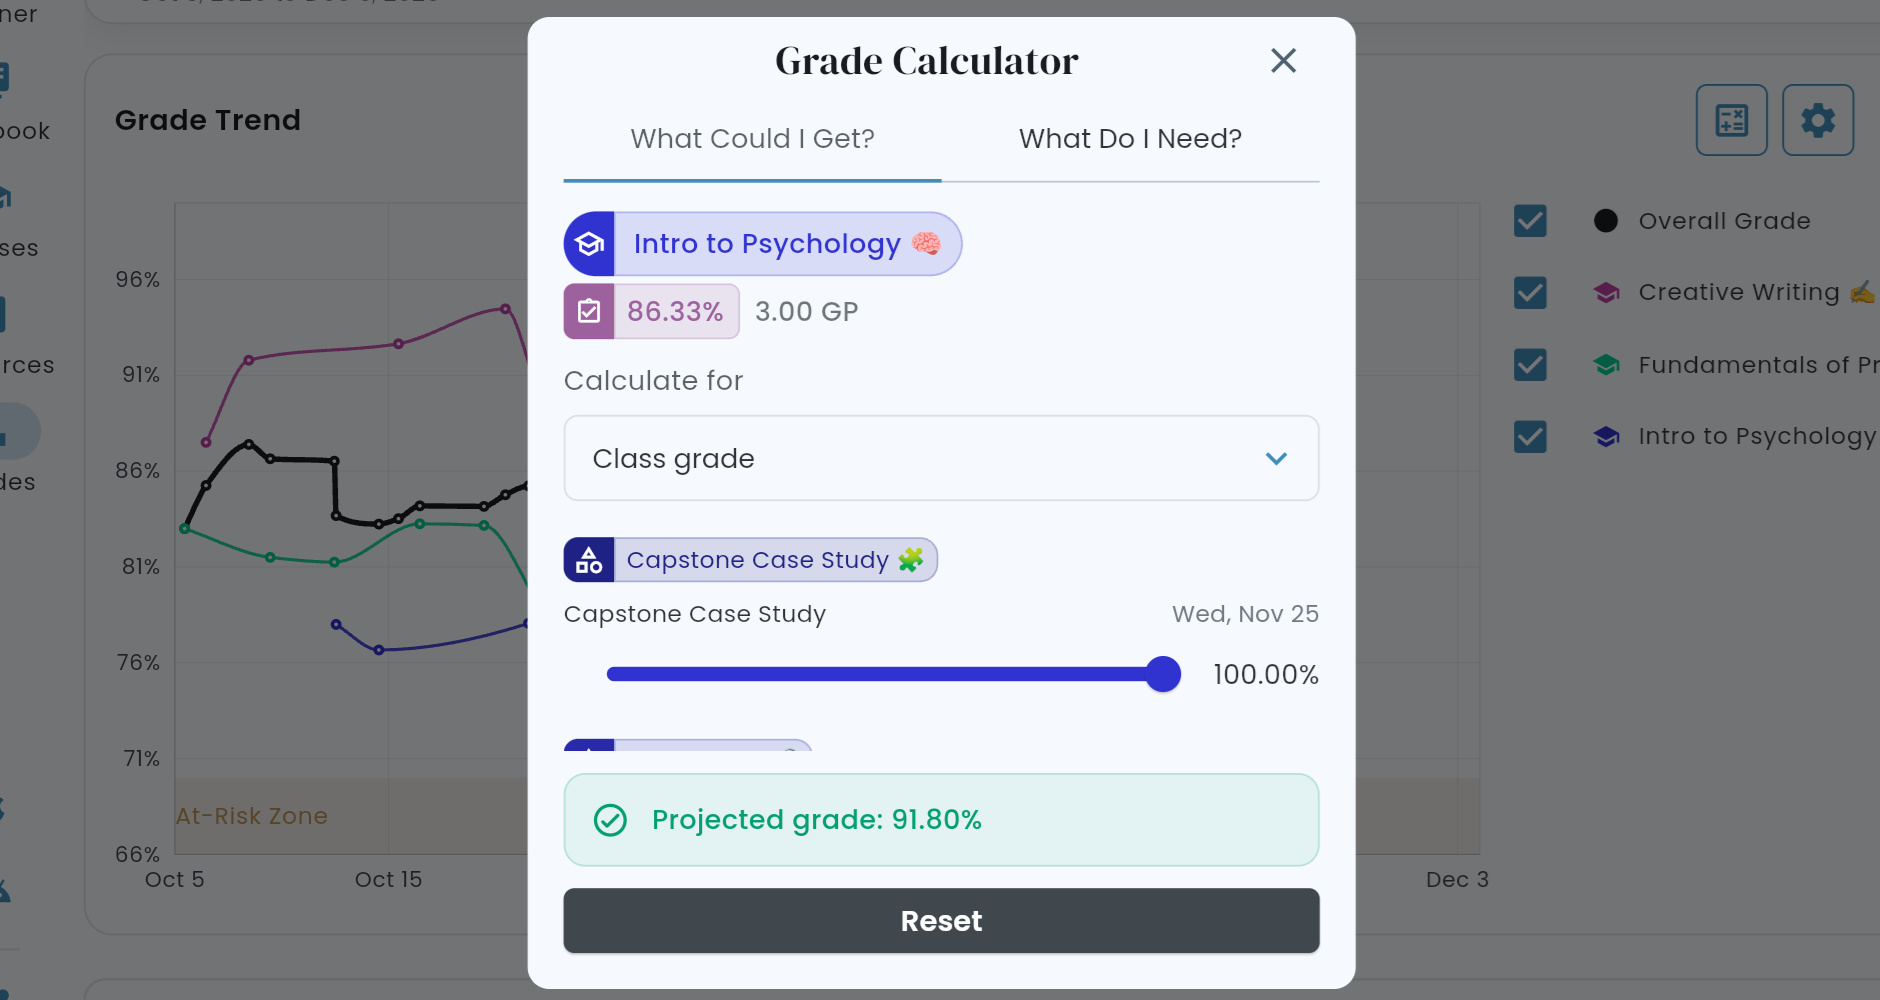 ner
Grade Calculator
Grade Trend
book
What Could I Get?
What Do I Need?
Intro to Psychology 🧠
86.33%
3.00 GP
Calculate for
Class grade
Capstone Case Study 🧩
Capstone Case Study
Wed, Nov 25
100.00%
Projected grade: 91.80%
Reset
ses
rces
des
96%
91%
86%
81%
76%
71%
66%
At-Risk Zone
Oct 5
Oct 15
Dec 3
Overall Grade
Creative Writing ✍️
Fundamentals of Pr
Intro to Psychology